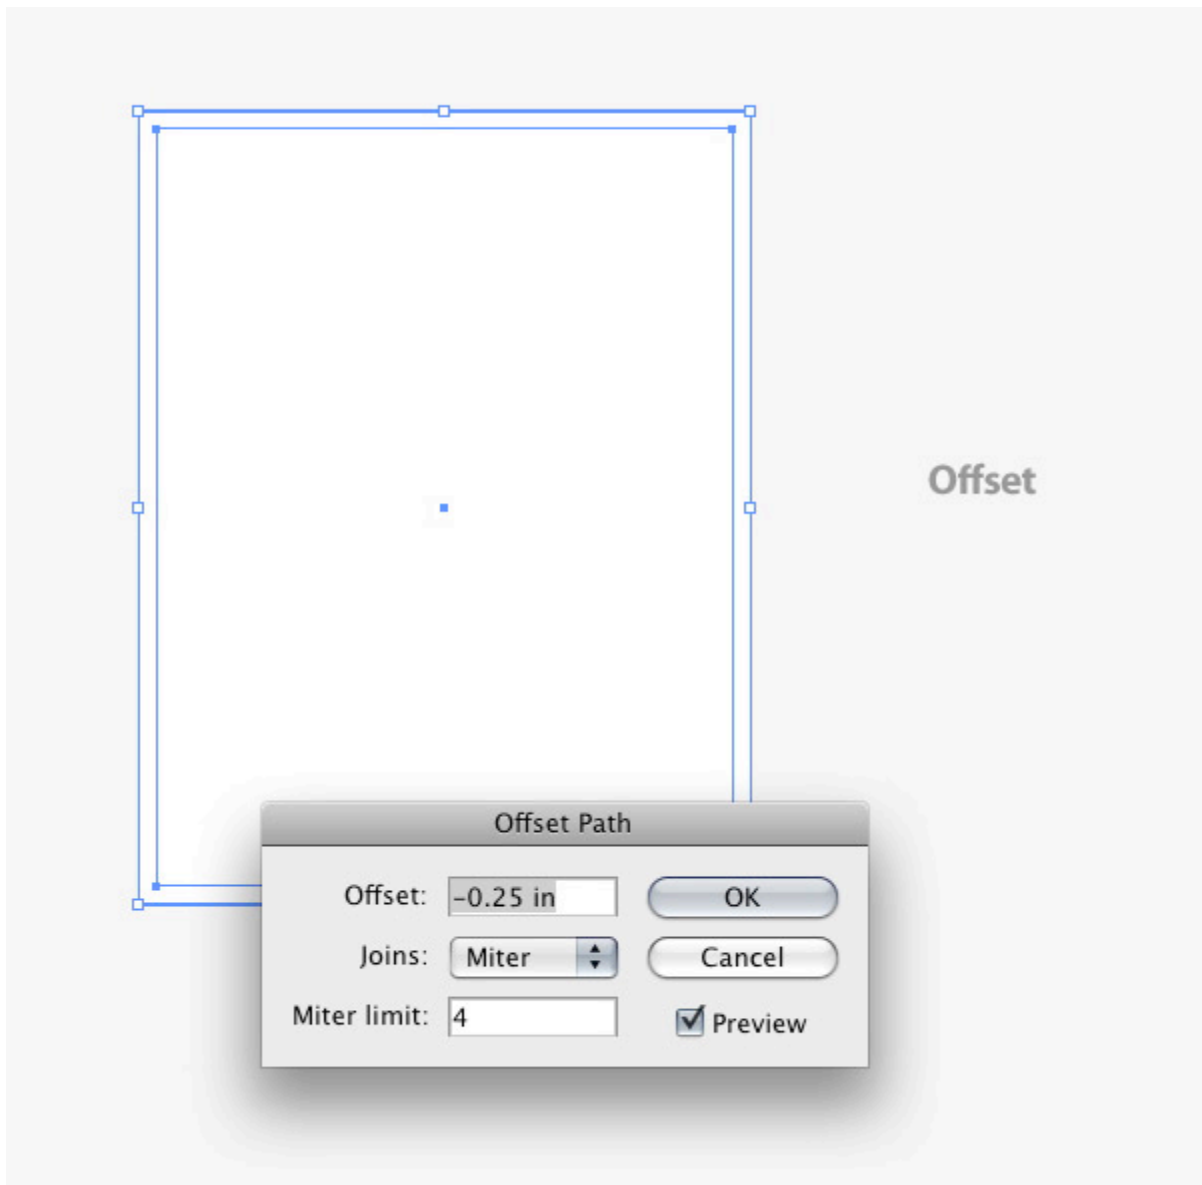 Offset
Offset Path
Offset: -0.25 in OK
Joins: Miter Cancel
Miter limit: 4 Preview